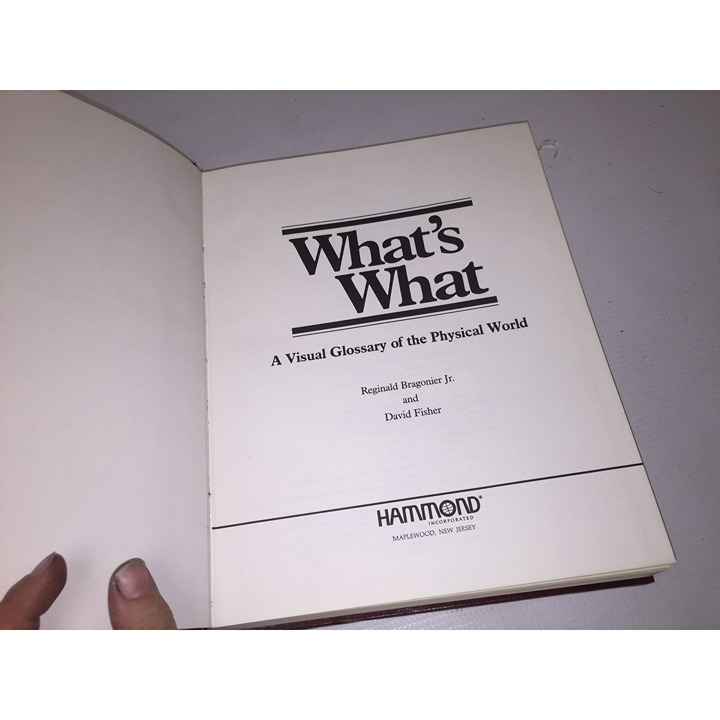 What's
What
A Visual Glossary of the Physical World
Reginald Bragonier Jr.
and
David Fisher
HAMMOND®
INCORPORATED
MAPLEWOOD, NEW JERSEY